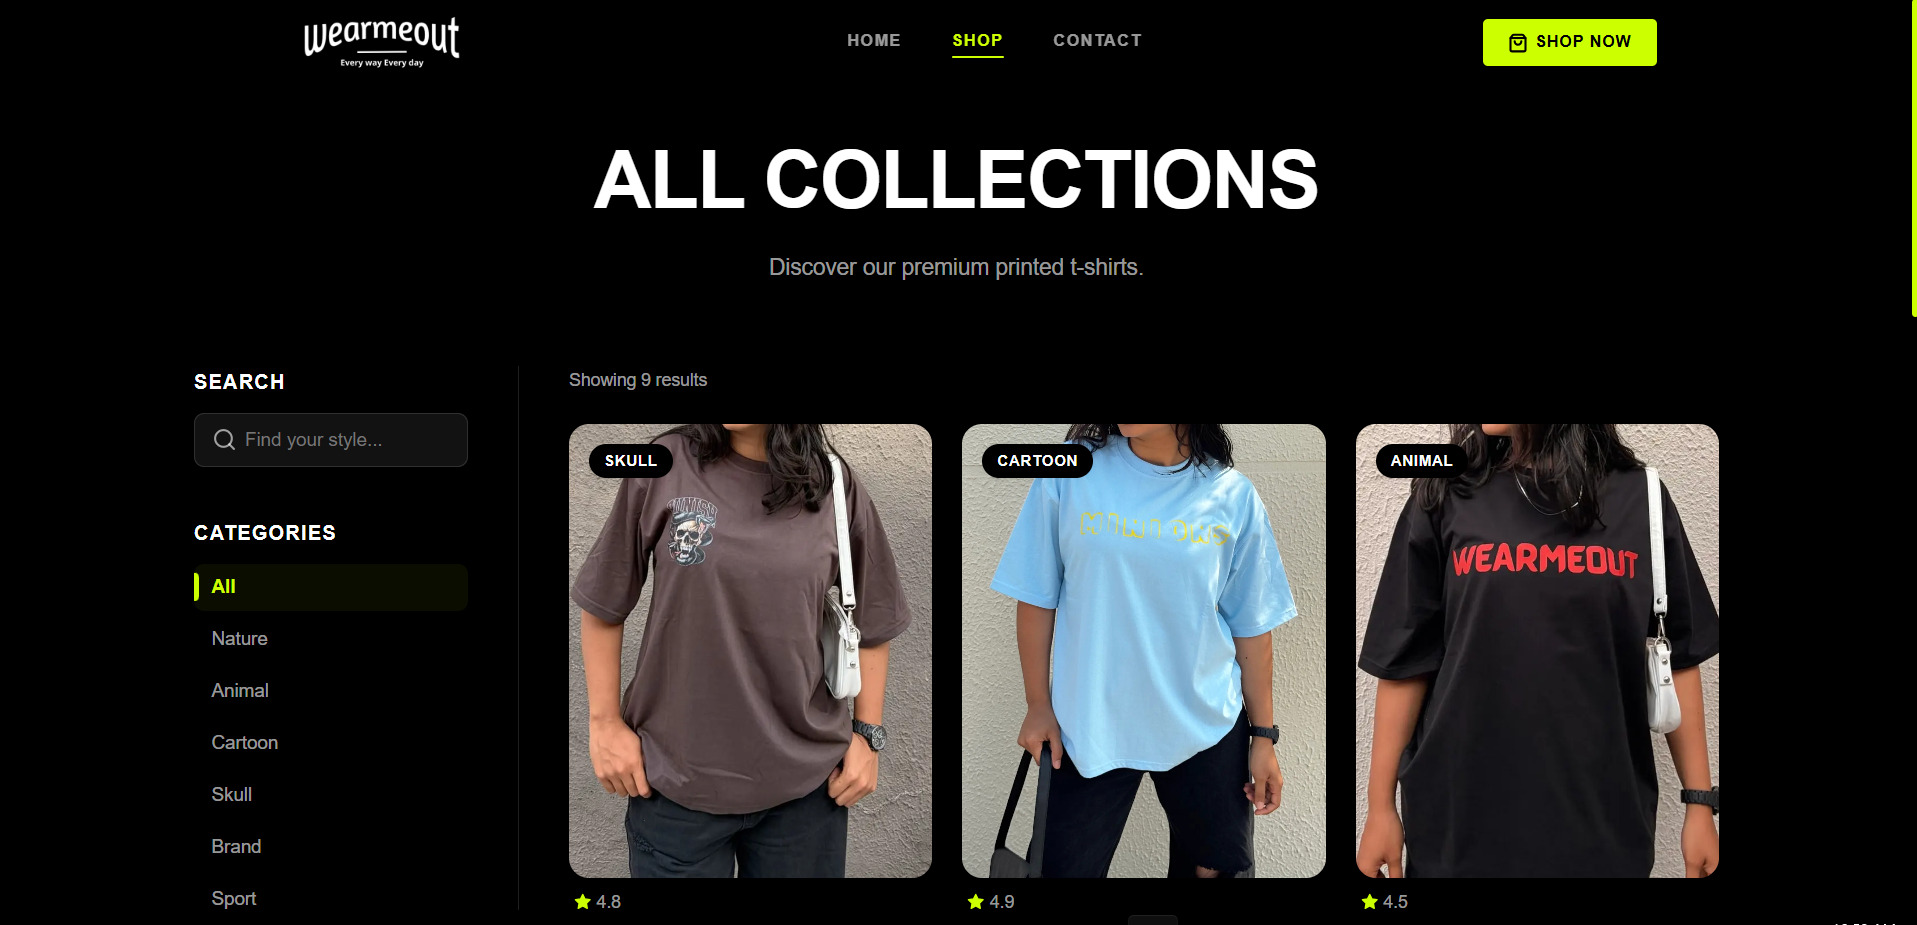 wearmeout
Every way Every day
HOME
SHOP
CONTACT
SHOP NOW
ALL COLLECTIONS
Discover our premium printed t-shirts.
SEARCH
Find your style...
CATEGORIES
All
Nature
Animal
Cartoon
Skull
Brand
Sport
Showing 9 results
SKULL
4.8
CARTOON
MINIONS
4.9
ANIMAL
WEARMEOUT
4.5